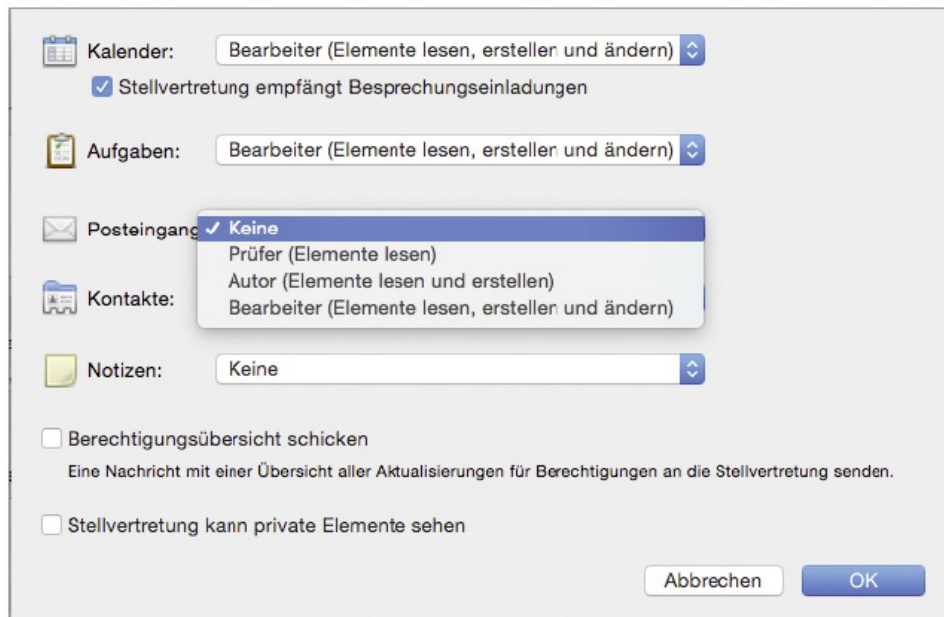 Kalender: Bearbeiter (Elemente lesen, erstellen und ändern)
Stellvertretung empfängt Besprechungseinladungen
Aufgaben: Bearbeiter (Elemente lesen, erstellen und ändern)
Posteingang Keine
Prüfer (Elemente lesen)
Autor (Elemente lesen und erstellen)
Kontakte:
Bearbeiter (Elemente lesen, erstellen und ändern)
Notizen: Keine
Berechtigungsübersicht schicken
Eine Nachricht mit einer Übersicht aller Aktualisierungen für Berechtigungen an die Stellvertretung senden.
Stellvertretung kann private Elemente sehen
Abbrechen OK